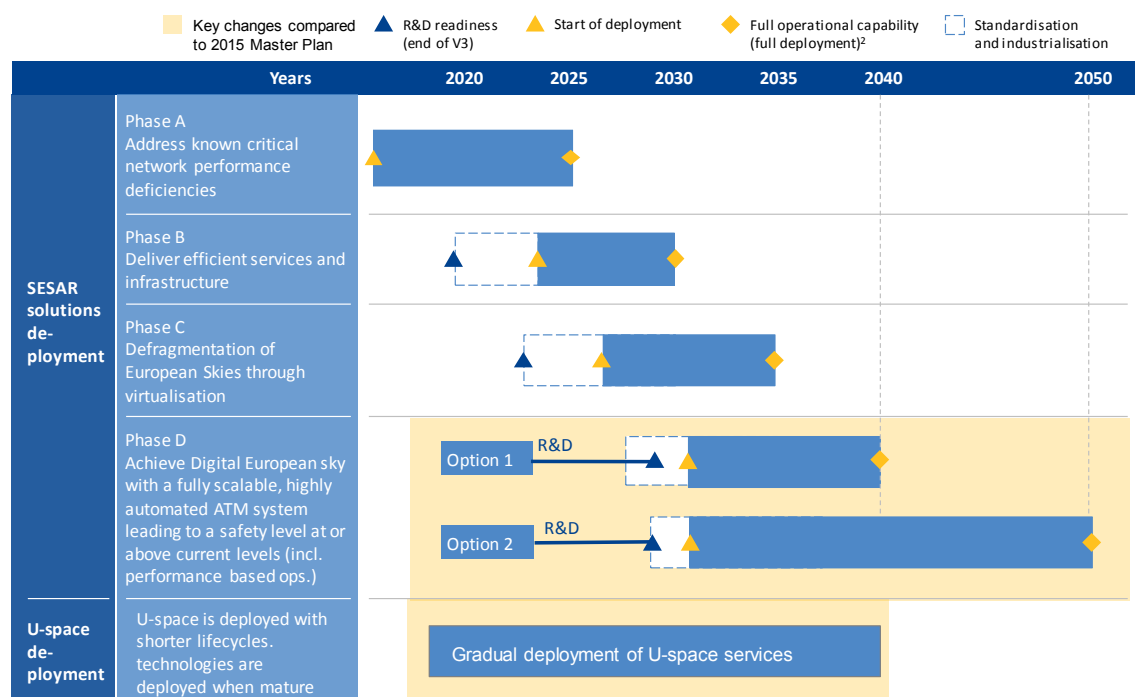 Key changes compared
to 2015 Master Plan
R&D readiness
(end of V3)
Start of deployment
Full operational capability
(full deployment)2
Standardisation
and industrialisation
Years
2020
2025
2030
2035
2040
2050
SESAR
solutions
de-
ployment
Phase A
Address known critical
network performance
deficiencies
Phase B
Deliver efficient services and
infrastructure
Phase C
Defragmentation of
European Skies through
virtualisation
Phase D
Achieve Digital European sky
with a fully scalable, highly
automated ATM system
leading to a safety level at or
above current levels (incl.
performance based ops.)
Option 1
R&D
Option 2
R&D
U-space
de-
ployment
U-space is deployed with
shorter lifecycles.
technologies are
deployed when mature
Gradual deployment of U-space services